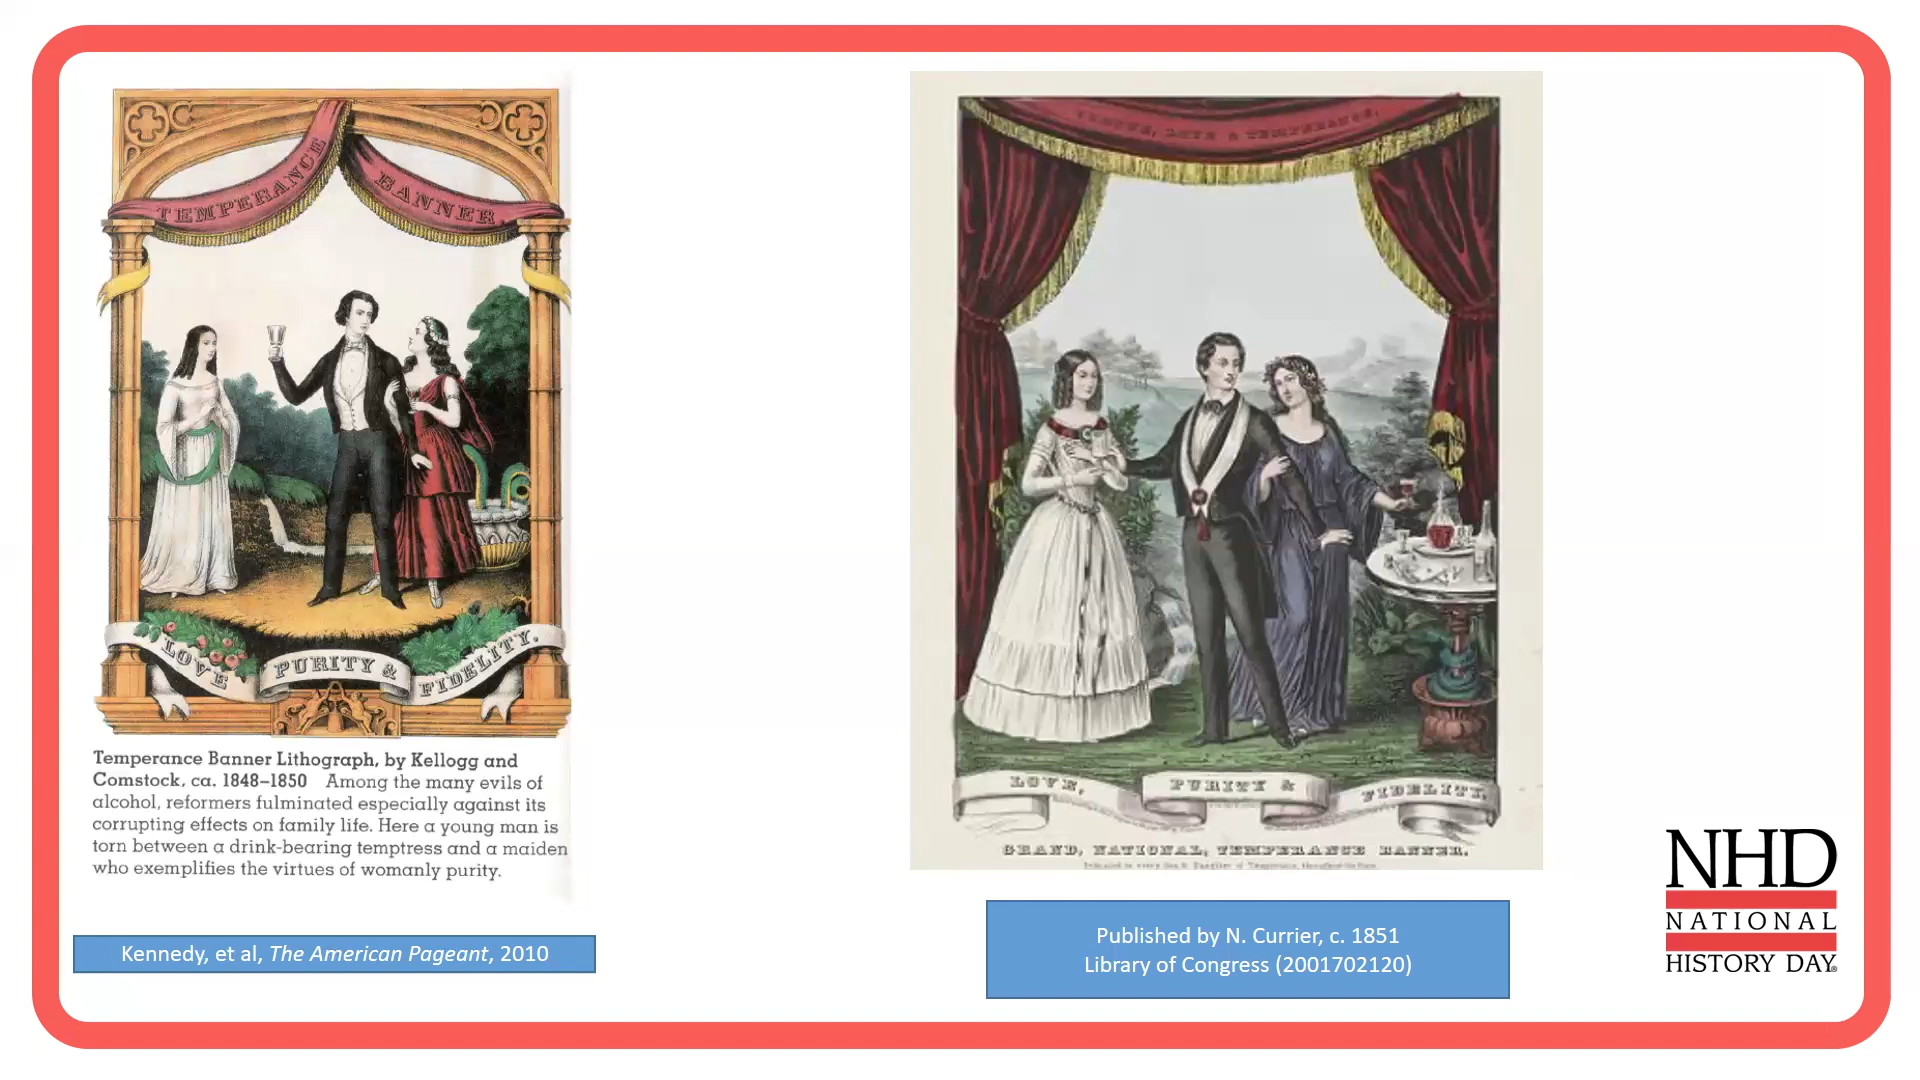 TEMPERANCE BANNER
LOVE PURITY & FIDELITY.
Temperance Banner Lithograph, by Kellogg and
Comstock, ca. 1848–1850 Among the many evils of
alcohol, reformers fulminated especially against its
corrupting effects on family life. Here a young man is
torn between a drink-bearing temptress and a maiden
who exemplifies the virtues of womanly purity.
Kennedy, et al, The American Pageant, 2010
LOVE & TEMPERANCE.
LOVE, PURITY & FIDELITY.
GRAND, NATIONAL, TEMPERANCE BANNER.
Published by N. Currier, c. 1851
Library of Congress (2001702120)
NHD
NATIONAL
HISTORY DAY®